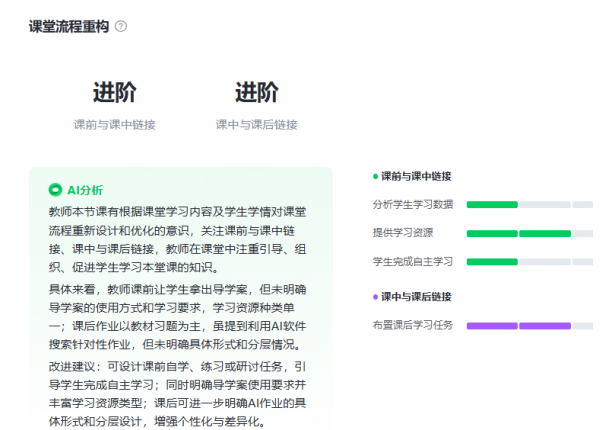 课堂流程重构
进阶
进阶
课前与课中链接
课中与课后链接
AI分析
教师本节课有根据课堂学习内容及学生学情对课堂
流程重新设计和优化的意识，关注课前与课中链
接、课中与课后链接，教师在课堂中注重引导、组
织、促进学生学习本堂课的知识。
具体来看，教师课前让学生拿出导学案，但未明确
导学案的使用方式和学习要求，学习资源种类单
一；课后作业以教材习题为主，虽提到利用AI软件
搜索针对性作业，但未明确具体形式和分层情况。
改进建议：可设计课前自学、练习或研讨任务，引
导学生完成自主学习；同时明确导学案使用要求并
丰富学习资源类型；课后可进一步明确AI作业的具
体形式和分层设计，增强个性化与差异化。
课前与课中链接
分析学生学习数据
提供学习资源
学生完成自主学习
课中与课后链接
布置课后学习任务